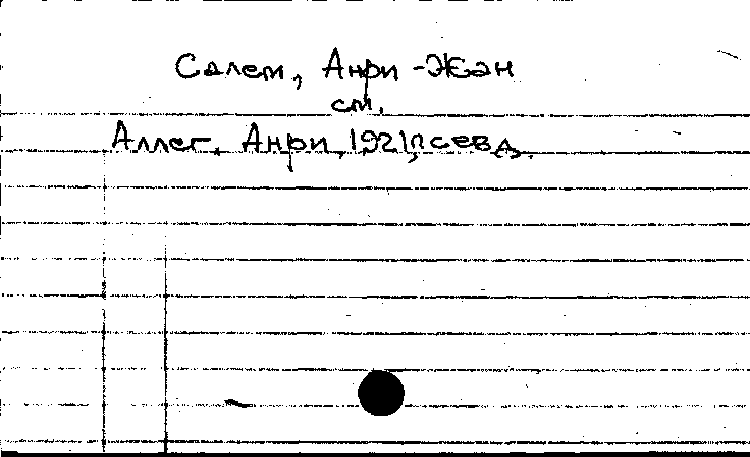 Салем, Анри-Жан
см.
Аллег, Анри, 1921, псевд.